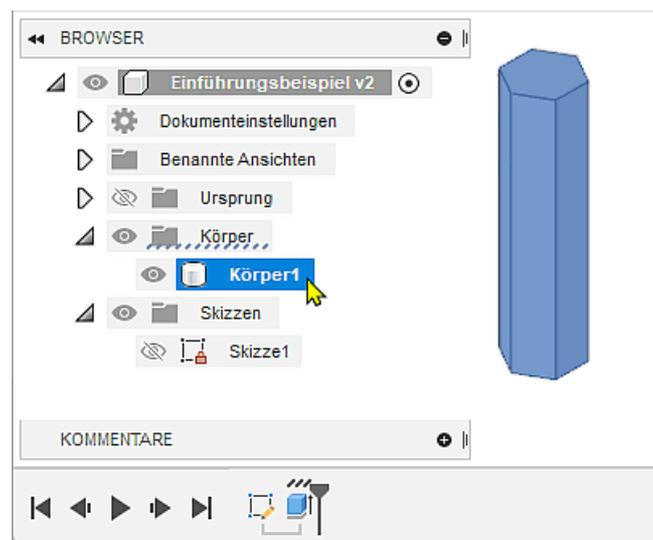 BROWSER
Einführungsbeispiel v2
Dokumenteinstellungen
Benannte Ansichten
Ursprung
Körper
Körper1
Skizzen
Skizze1
KOMMENTARE